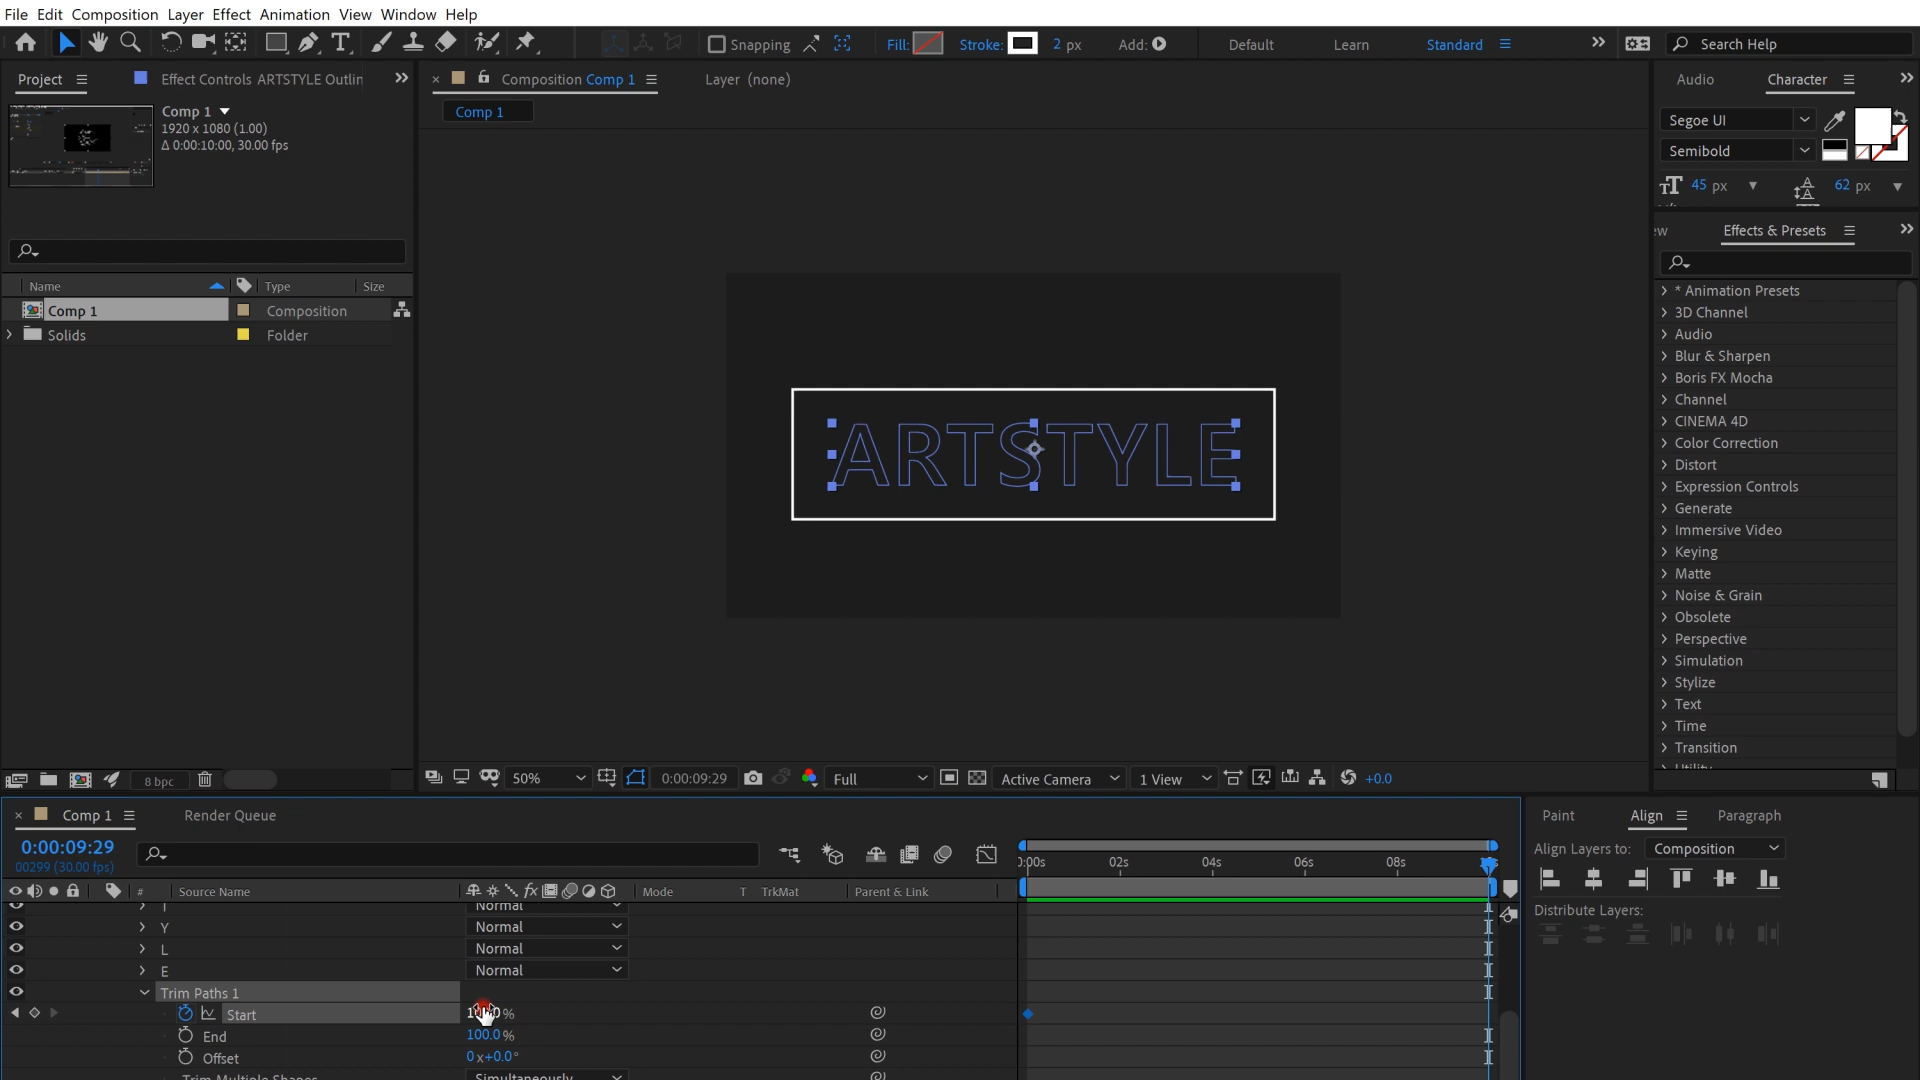 File Edit Composition Layer Effect Animation View Window Help
Snapping Fill: Stroke: 2 px Add: Default Learn Standard Search Help
Project Effect Controls ARTSTYLE Outlin Composition Comp 1 Layer (none) Audio Character
Comp 1
1920 x 1080 (1.00)
Δ 0:00:10:00, 30.00 fps
Comp 1
Segoe UI
Semibold
45 px 62 px
Effects & Presets
Name Type Size
Comp 1 Composition
Solids Folder
ARTSTYLE
* Animation Presets
3D Channel
Audio
Blur & Sharpen
Boris FX Mocha
Channel
CINEMA 4D
Color Correction
Distort
Expression Controls
Generate
Immersive Video
Keying
Matte
Noise & Grain
Obsolete
Perspective
Simulation
Stylize
Text
Time
Transition
8 bpc 50% 0:00:09:29 Full Active Camera 1 View +0.0
Comp 1 Render Queue Paint Align Paragraph
0:00:09:29
00299 (30.00 fps)
Align Layers to: Composition
02s 04s 06s 08s
# Source Name Mode T TrkMat Parent & Link
Distribute Layers:
Normal
Y Normal
L Normal
E Normal
Trim Paths 1
Start %
End 100.0 %
Offset 0 x+0.0°
Trim Multiple Shapes Simultaneously